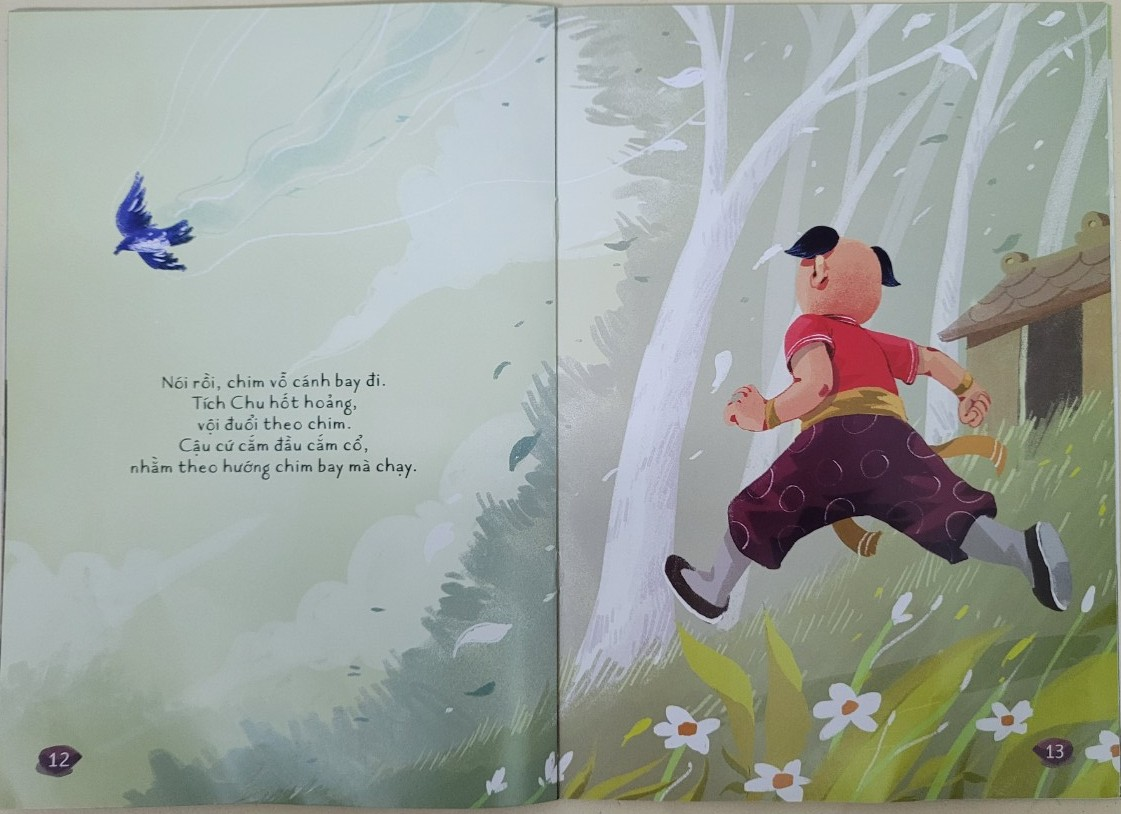 Nói rồi, chim vỗ cánh bay đi.
Tích Chu hốt hoảng,
vội đuổi theo chim.
Cậu cứ cắm đầu cắm cổ,
nhằm theo hướng chim bay mà chạy.
12
13